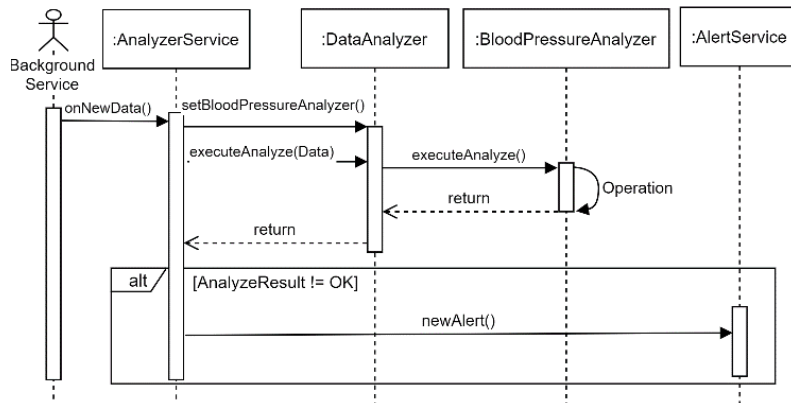 :AnalyzerService
:DataAnalyzer
:BloodPressureAnalyzer
:AlertService
Background
Service
onNewData()
setBloodPressureAnalyzer()
executeAnalyze(Data)
executeAnalyze()
Operation
return
return
alt
[AnalyzeResult != OK]
newAlert()